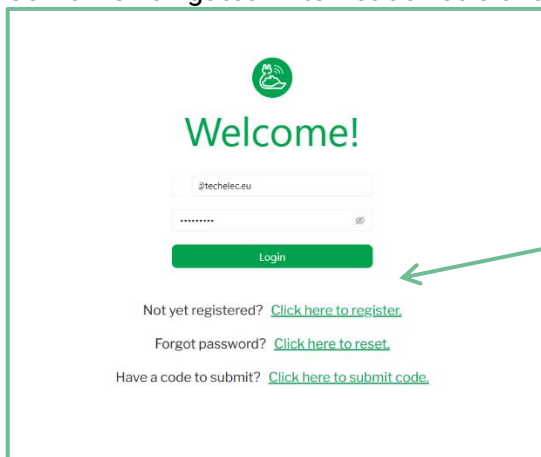 Welcome!
@techelec.eu
•••••••••
Login
Not yet registered? Click here to register.
Forgot password? Click here to reset.
Have a code to submit? Click here to submit code.